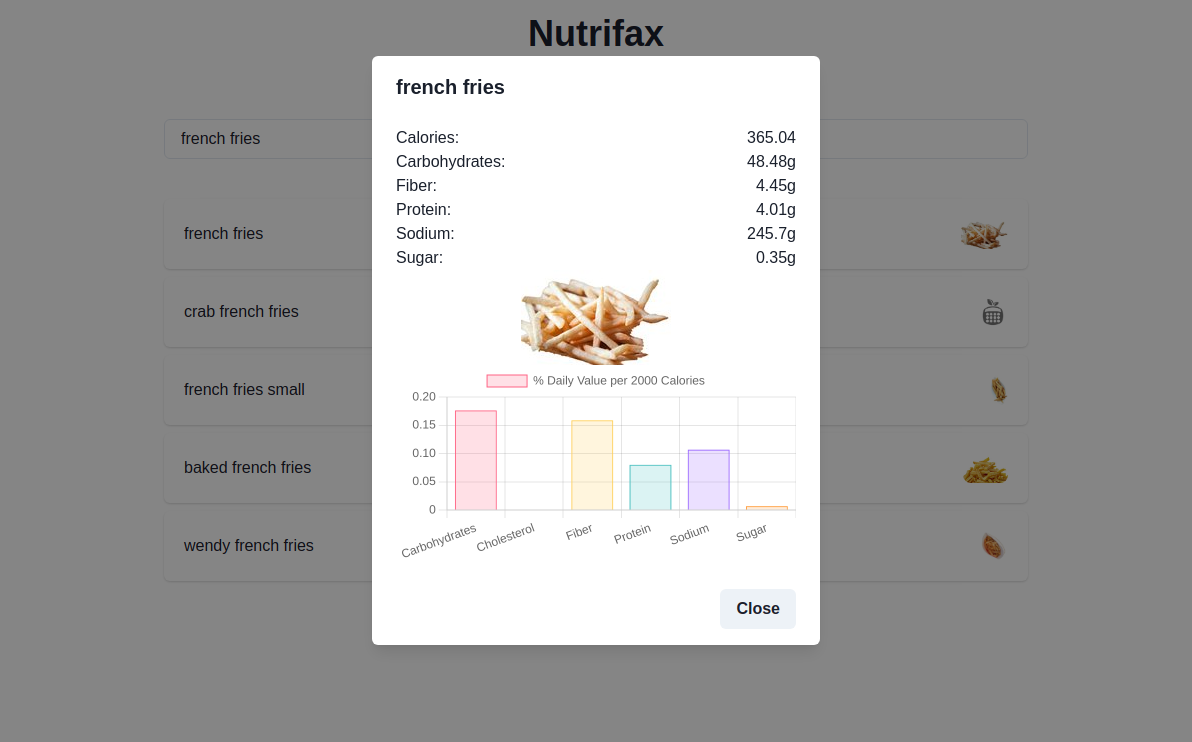 Nutrifax
french fries
french fries
Calories: 365.04
Carbohydrates: 48.48g
Fiber: 4.45g
Protein: 4.01g
Sodium: 245.7g
Sugar: 0.35g
% Daily Value per 2000 Calories
0.20
0.15
0.10
0.05
0
Carbohydrates Cholesterol Fiber Protein Sodium Sugar
Close
french fries
crab french fries
french fries small
baked french fries
wendy french fries